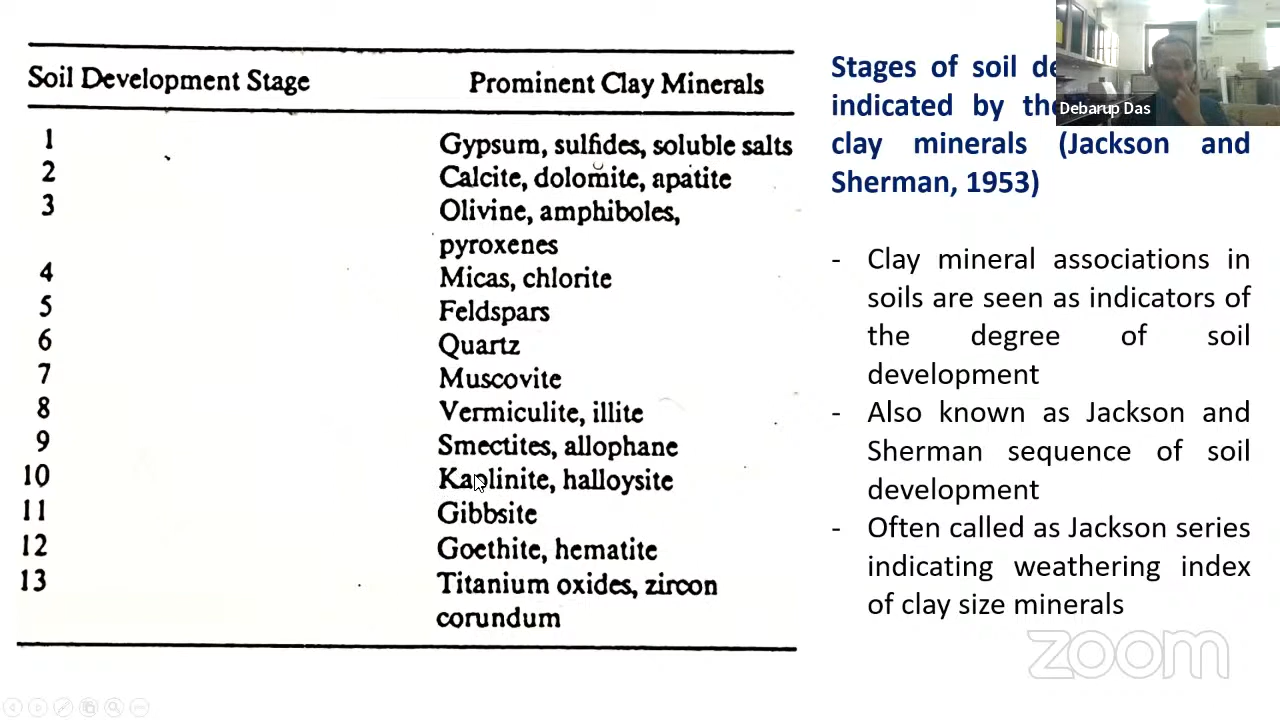 Soil Development Stage Prominent Clay Minerals
1 Gypsum, sulfides, soluble salts
2 Calcite, dolomite, apatite
3 Olivine, amphiboles,
pyroxenes
4 Micas, chlorite
5 Feldspars
6 Quartz
7 Muscovite
8 Vermiculite, illite
9 Smectites, allophane
10 Kaolinite, halloysite
11 Gibbsite
12 Goethite, hematite
13 Titanium oxides, zircon
corundum
Stages of soil
indicated by
clay minerals (Jackson and
Sherman, 1953)
- Clay mineral associations in
soils are seen as indicators of
the degree of soil
development
- Also known as Jackson and
Sherman sequence of soil
development
- Often called as Jackson series
indicating weathering index
of clay size minerals
Debarup Das
zoom